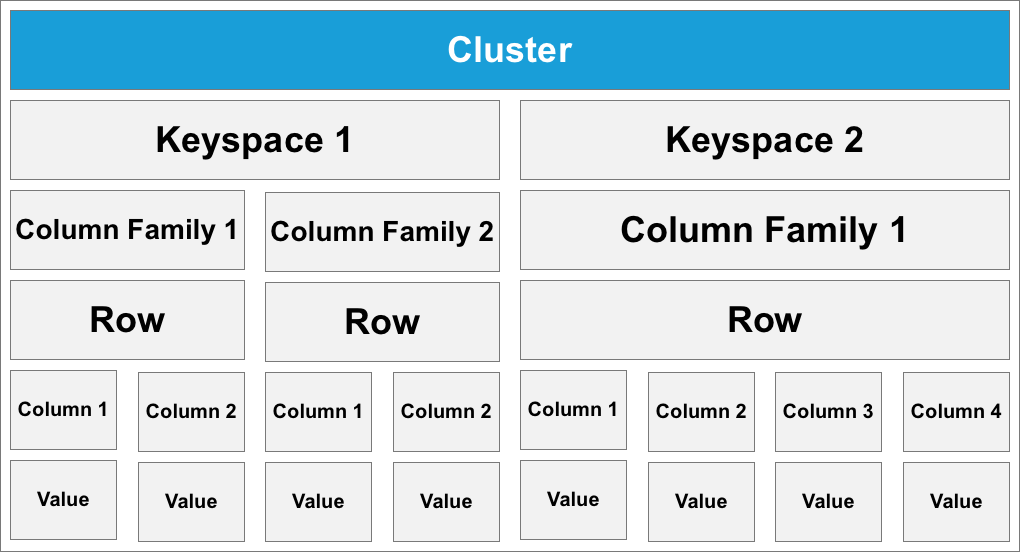 Cluster
Keyspace 1
Keyspace 2
Column Family 1
Column Family 2
Column Family 1
Row
Row
Row
Column 1
Column 2
Column 1
Column 2
Column 1
Column 2
Column 3
Column 4
Value
Value
Value
Value
Value
Value
Value
Value